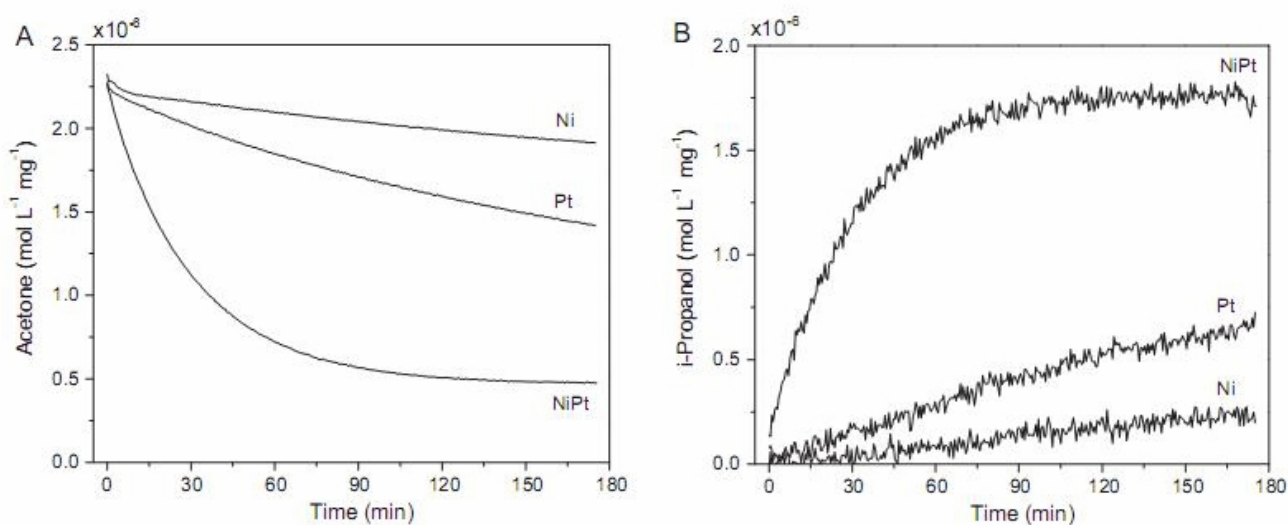 A
x10⁻⁶
2.5
2.0
1.5
1.0
0.5
0.0
Acetone (mol L⁻¹ mg⁻¹)
Ni
Pt
NiPt
0 30 60 90 120 150 180
Time (min)
B
x10⁻⁶
2.0
1.5
1.0
0.5
0.0
i-Propanol (mol L⁻¹ mg⁻¹)
NiPt
Pt
Ni
0 30 60 90 120 150 180
Time (min)